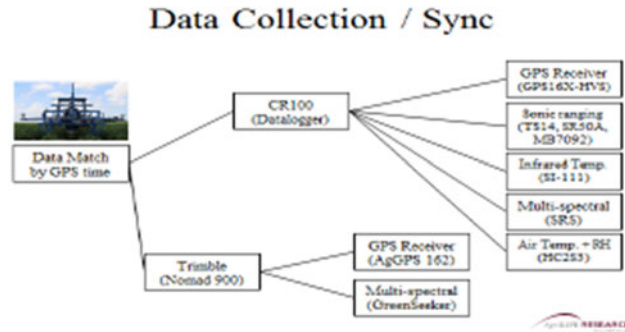 Data Collection / Sync
GPS Receiver
(GPS16X-HVS)
CR100
(Datalogger)
Sonic ranging
(TS14, SR50A,
MB7092)
Data Match
by GPS time
Infrared Temp.
(SI-111)
Multi-spectral
(SRS)
Air Temp. + RH
(HC2S3)
Trimble
(Nomad 900)
GPS Receiver
(AgGPS 162)
Multi-spectral
(GreenSeeker)
RESEARCH